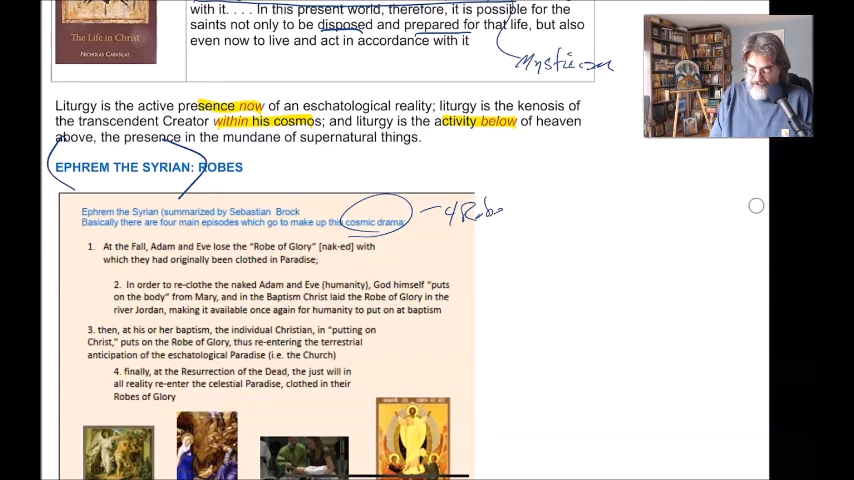 with it. . . . In this present world, therefore, it is possible for the
saints not only to be disposed and prepared for that life, but also
even now to live and act in accordance with it
The Life in Christ
NICHOLAS CABASILAS
Mysticism
Liturgy is the active presence now of an eschatological reality; liturgy is the kenosis of
the transcendent Creator within his cosmos; and liturgy is the activity below of heaven
above, the presence in the mundane of supernatural things.
EPHREM THE SYRIAN: ROBES
Ephrem the Syrian (summarized by Sebastian Brock
Basically there are four main episodes which go to make up this cosmic drama
4 Robes
1. At the Fall, Adam and Eve lose the "Robe of Glory" [nak-ed] with
which they had originally been clothed in Paradise;
2. In order to re-clothe the naked Adam and Eve (humanity), God himself "puts
on the body" from Mary, and in the Baptism Christ laid the Robe of Glory in the
river Jordan, making it available once again for humanity to put on at baptism
3. then, at his or her baptism, the individual Christian, in "putting on
Christ," puts on the Robe of Glory, thus re-entering the terrestrial
anticipation of the eschatological Paradise (i.e. the Church)
4. finally, at the Resurrection of the Dead, the just will in
all reality re-enter the celestial Paradise, clothed in their
Robes of Glory